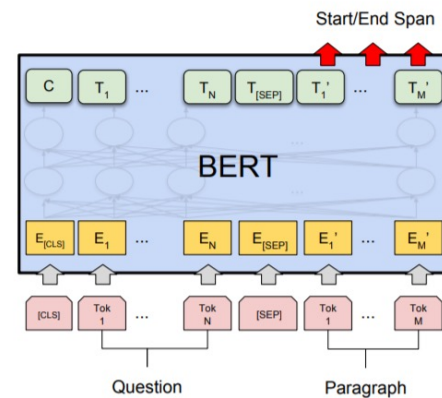 Start/End Span
C T1 ... TN T[SEP] T1' ... TM'
...
BERT
...
E[CLS] E1 ... EN E[SEP] E1' ... EM'
[CLS] Tok 1 ... Tok N [SEP] Tok 1 ... Tok M
Question Paragraph